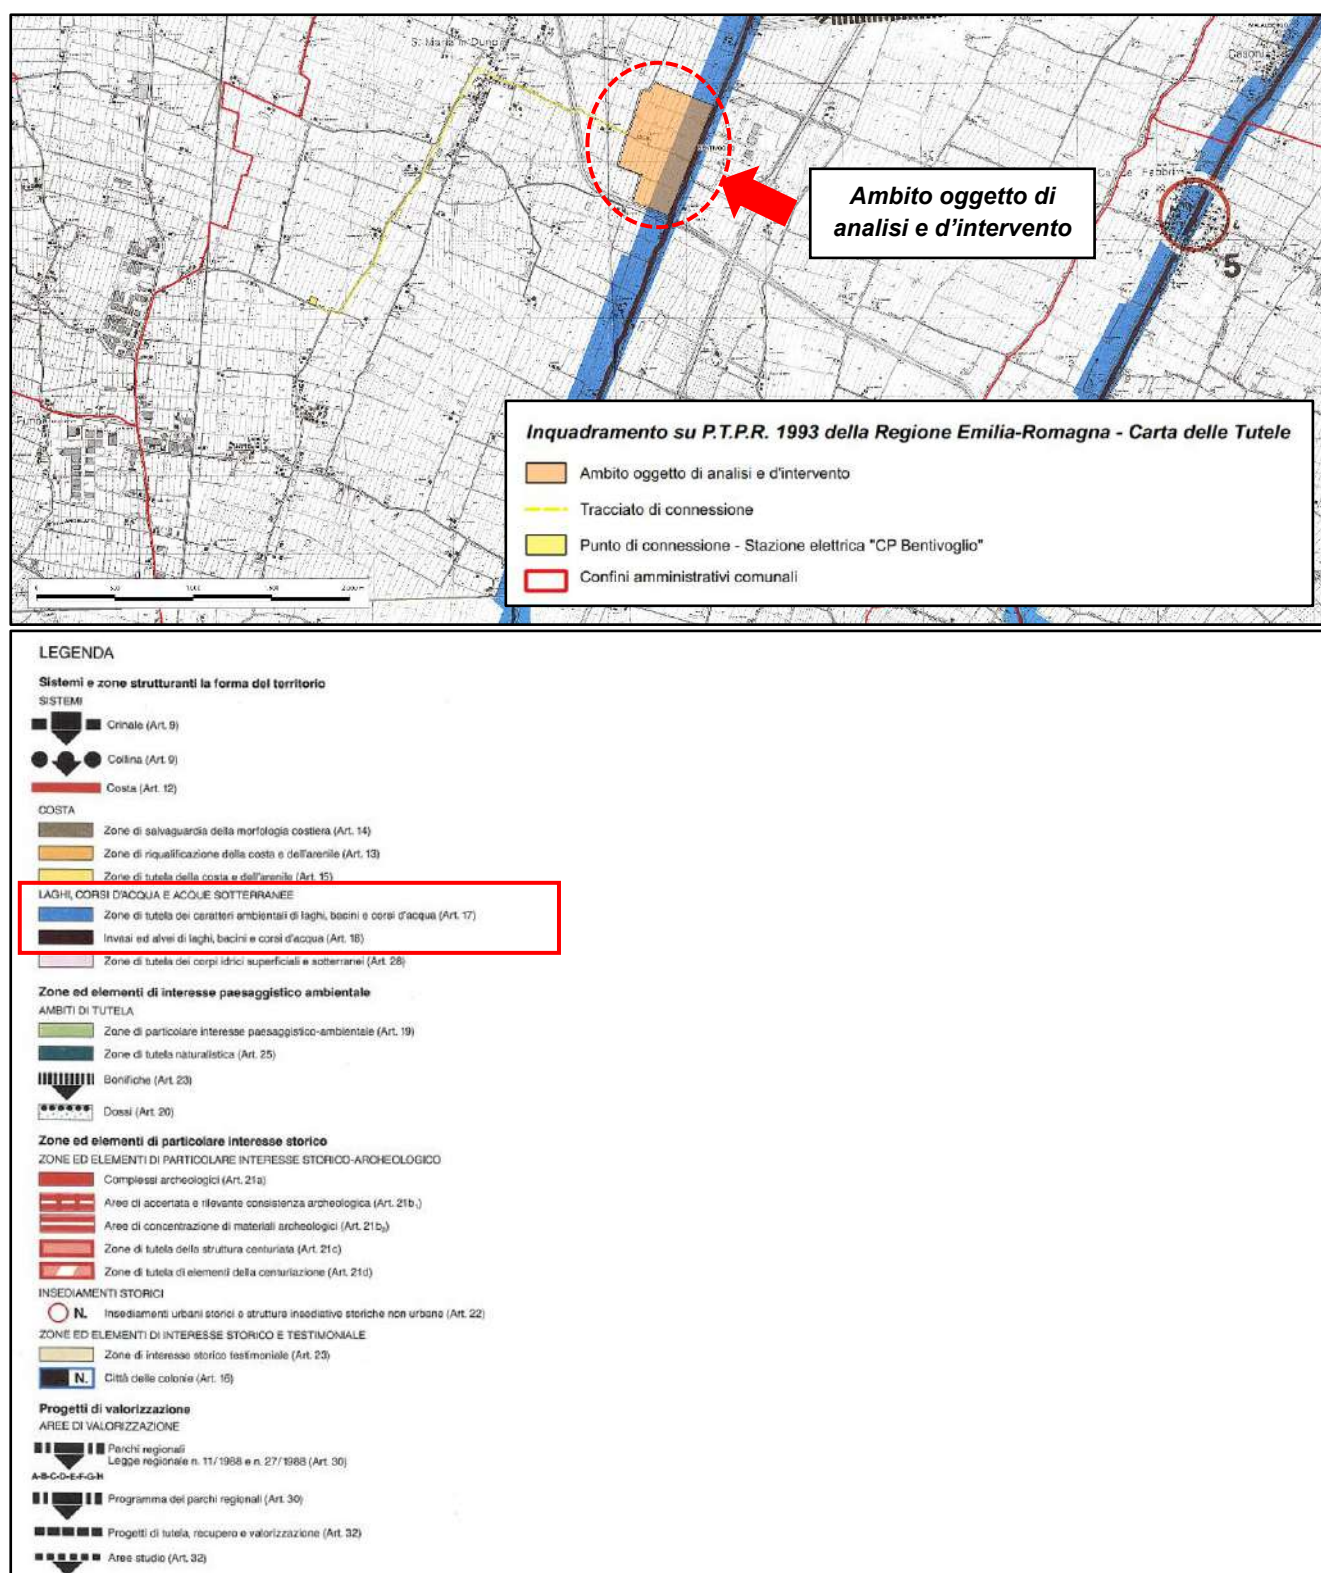 S. Maria in Duno
Casoni
Ambito oggetto di
analisi e d'intervento
5
Inquadramento su P.T.P.R. 1993 della Regione Emilia-Romagna - Carta delle Tutele
Ambito oggetto di analisi e d'intervento
Tracciato di connessione
Punto di connessione - Stazione elettrica "CP Bentivoglio"
Confini amministrativi comunali
0 500 1.000 1.500 2.000 m
LEGENDA
Sistemi e zone strutturanti la forma del territorio
SISTEMI
Crinale (Art. 9)
Collina (Art. 9)
Costa (Art. 12)
COSTA
Zone di salvaguardia della morfologia costiera (Art. 14)
Zone di riqualificazione della costa e dell'arenile (Art. 13)
Zone di tutela della costa e dell'arenile (Art. 15)
LAGHI, CORSI D'ACQUA E ACQUE SOTTERRANEE
Zone di tutela dei caratteri ambientali di laghi, bacini e corsi d'acqua (Art. 17)
Invasi ed alvei di laghi, bacini e corsi d'acqua (Art. 18)
Zone di tutela dei corpi idrici superficiali e sotterranei (Art. 28)
Zone ed elementi di interesse paesaggistico ambientale
AMBITI DI TUTELA
Zone di particolare interesse paesaggistico-ambientale (Art. 19)
Zone di tutela naturalistica (Art. 25)
Bonifiche (Art. 23)
Dossi (Art. 20)
Zone ed elementi di particolare interesse storico
ZONE ED ELEMENTI DI PARTICOLARE INTERESSE STORICO-ARCHEOLOGICO
Complessi archeologici (Art. 21a)
Aree di accertata e rilevante consistenza archeologica (Art. 21b₁)
Aree di concentrazione di materiali archeologici (Art. 21b₂)
Zone di tutela della struttura centuriata (Art. 21c)
Zone di tutela di elementi della centuriazione (Art. 21d)
INSEDIAMENTI STORICI
N. Insediamenti urbani storici e strutture insediative storiche non urbane (Art. 22)
ZONE ED ELEMENTI DI INTERESSE STORICO E TESTIMONIALE
Zone di interesse storico testimoniale (Art. 23)
N. Città delle colonie (Art. 16)
Progetti di valorizzazione
AREE DI VALORIZZAZIONE
Parchi regionali
Legge regionale n. 11/1988 e n. 27/1988 (Art. 30)
A-B-C-D-E-F-G-H
Programma dei parchi regionali (Art. 30)
Progetti di tutela, recupero e valorizzazione (Art. 32)
Aree studio (Art. 32)